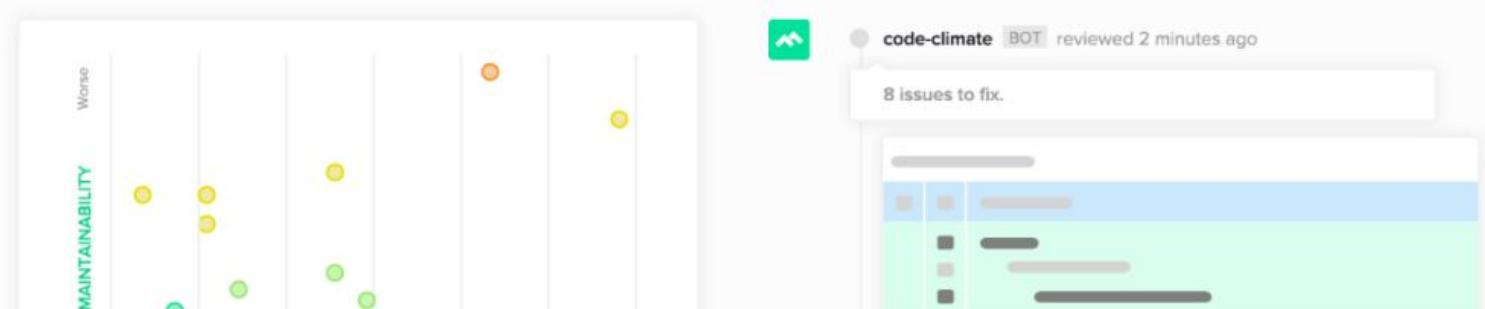 Worse
MAINTAINABILITY
code-climate BOT reviewed 2 minutes ago
8 issues to fix.